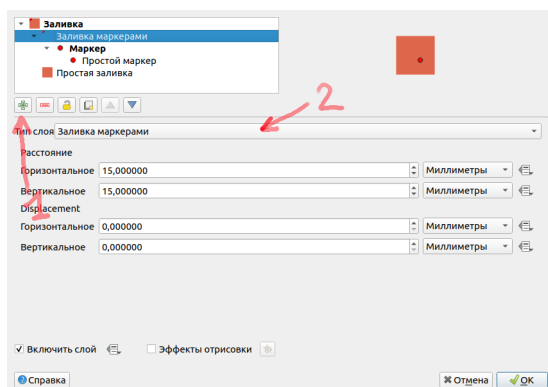 Заливка
Заливка маркерами
Маркер
Простой маркер
Простая заливка
2
Тип слоя Заливка маркерами
Расстояние
Горизонтальное 15,000000 Миллиметры
Вертикальное 15,000000 Миллиметры
1
Displacement
Горизонтальное 0,000000 Миллиметры
Вертикальное 0,000000 Миллиметры
Включить слой Эффекты отрисовки
Справка Отмена OK